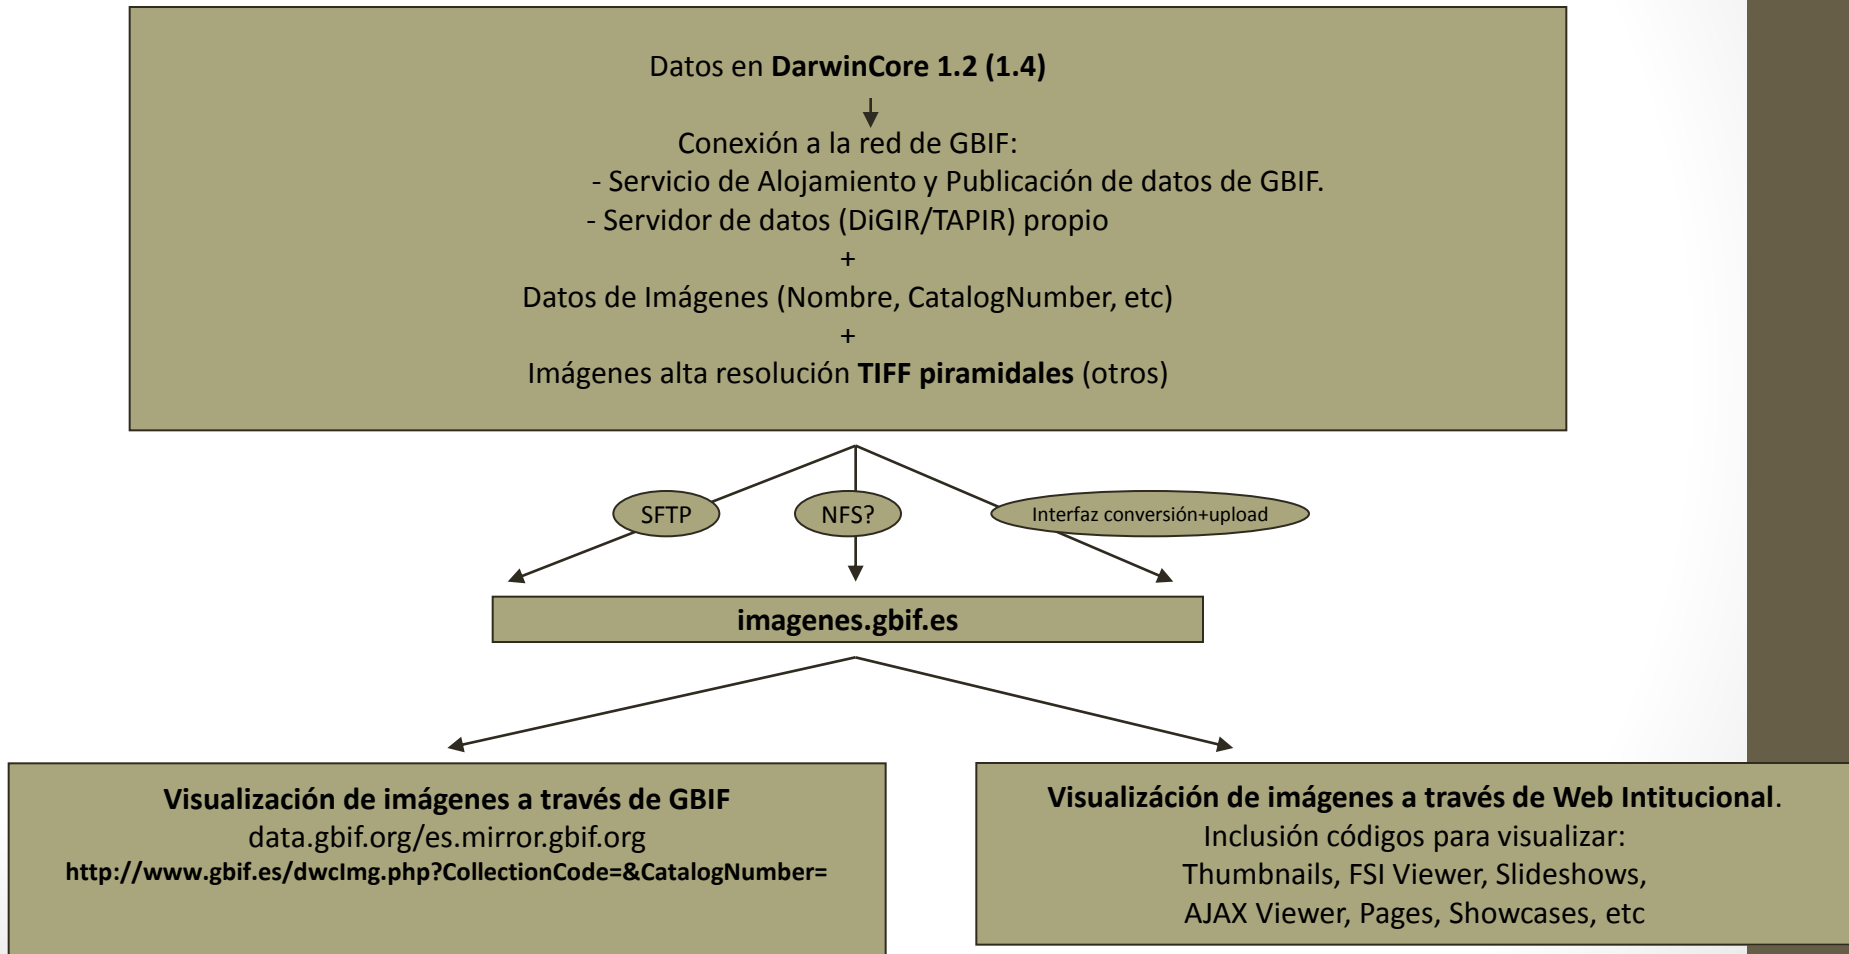 Datos en DarwinCore 1.2 (1.4)
Conexión a la red de GBIF:
- Servicio de Alojamiento y Publicación de datos de GBIF.
- Servidor de datos (DiGIR/TAPIR) propio
+
Datos de Imágenes (Nombre, CatalogNumber, etc)
+
Imágenes alta resolución TIFF piramidales (otros)
SFTP
NFS?
Interfaz conversión+upload
imagenes.gbif.es
Visualización de imágenes a través de GBIF
data.gbif.org/es.mirror.gbif.org
http://www.gbif.es/dwcImg.php?CollectionCode=&CatalogNumber=
Visualizáción de imágenes a través de Web Intitucional.
Inclusión códigos para visualizar:
Thumbnails, FSI Viewer, Slideshows,
AJAX Viewer, Pages, Showcases, etc